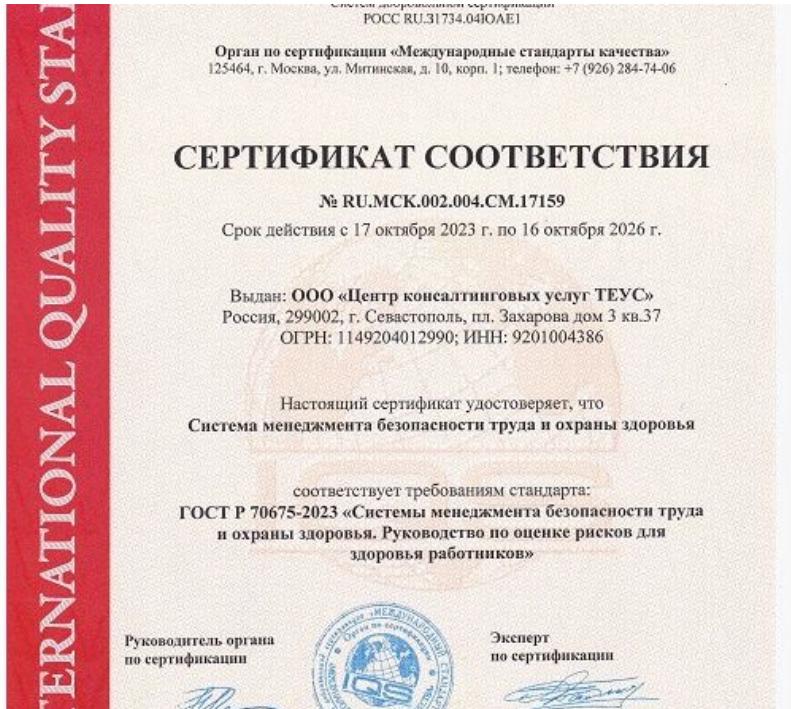 Систем добровольной сертификации
РОСС RU.31734.04ЮАЕ1
Орган по сертификации «Международные стандарты качества»
125464, г. Москва, ул. Митинская, д. 10, корп. 1; телефон: +7 (926) 284-74-06
СЕРТИФИКАТ СООТВЕТСТВИЯ
№ RU.МСК.002.004.СМ.17159
Срок действия с 17 октября 2023 г. по 16 октября 2026 г.
Выдан: ООО «Центр консалтинговых услуг ТЕУС»
Россия, 299002, г. Севастополь, пл. Захарова дом 3 кв.37
ОГРН: 1149204012990; ИНН: 9201004386
Настоящий сертификат удостоверяет, что
Система менеджмента безопасности труда и охраны здоровья
соответствует требованиям стандарта:
ГОСТ Р 70675-2023 «Системы менеджмента безопасности труда
и охраны здоровья. Руководство по оценке рисков для
здоровья работников»
Руководитель органа
по сертификации
Эксперт
по сертификации
IQS
QUALITY